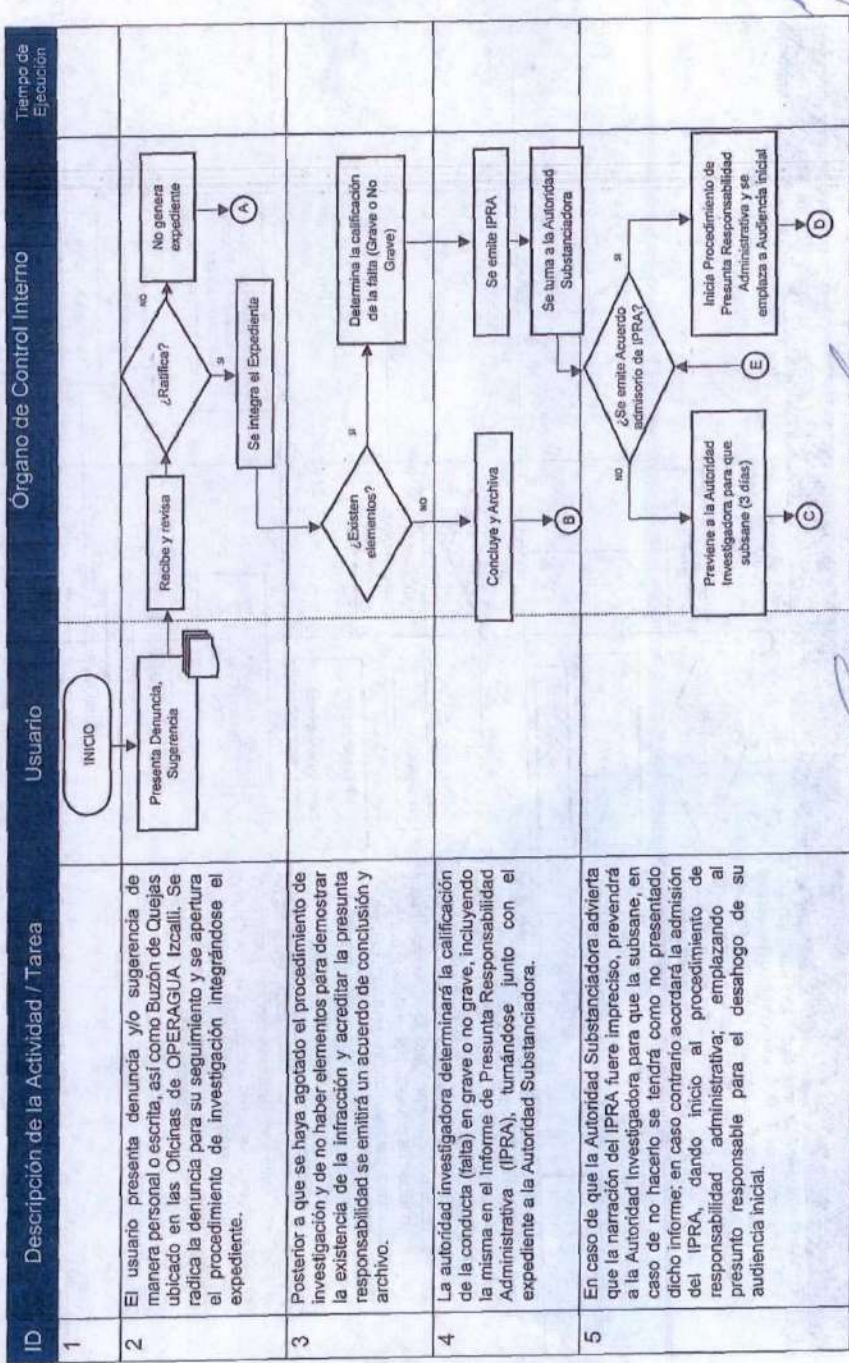 ID
Descripción de la Actividad / Tarea
Usuario
Órgano de Control Interno
Tiempo de
Ejecución
1
INICIO
2
El usuario presenta denuncia y/o sugerencia de
manera personal o escrita, así como Buzón de Quejas
ubicado en las Oficinas de OPERAGUA Izcalli. Se
radica la denuncia para su seguimiento y se apertura
el procedimiento de investigación integrándose el
expediente.
Presenta Denuncia,
Sugerencia
Recibe y revisa
¿Ratifica?
NO
No genera
expediente
A
SI
Se integra el Expediente
3
Posterior a que se haya agotado el procedimiento de
investigación y de no haber elementos para demostrar
la existencia de la infracción y acreditar la presunta
responsabilidad se emitirá un acuerdo de conclusión y
archivo.
¿Existen
elementos?
SI
Determina la calificación
de la falta (Grave o No
Grave)
NO
4
La autoridad investigadora determinará la calificación
de la conducta (falta) en grave o no grave, incluyendo
la misma en el Informe de Presunta Responsabilidad
Administrativa (IPRA), turnándose junto con el
expediente a la Autoridad Substanciadora.
Concluye y Archiva
B
Se emite IPRA
Se turna a la Autoridad
Substanciadora
5
En caso de que la Autoridad Substanciadora advierta
que la narración del IPRA fuere impreciso, prevendrá
a la Autoridad Investigadora para que la subsane, en
caso de no hacerlo se tendrá como no presentado
dicho informe; en caso contrario acordará la admisión
del IPRA, dando inicio al procedimiento de
responsabilidad administrativa; emplazando al
presunto responsable para el desahogo de su
audiencia inicial.
¿Se emite Acuerdo
admisorio de IPRA?
NO
SI
Previene a la Autoridad
Investigadora para que
subsane (3 días)
C
E
Inicia Procedimiento de
Presunta Responsabilidad
Administrativa y se
emplaza a Audiencia Inicial
D